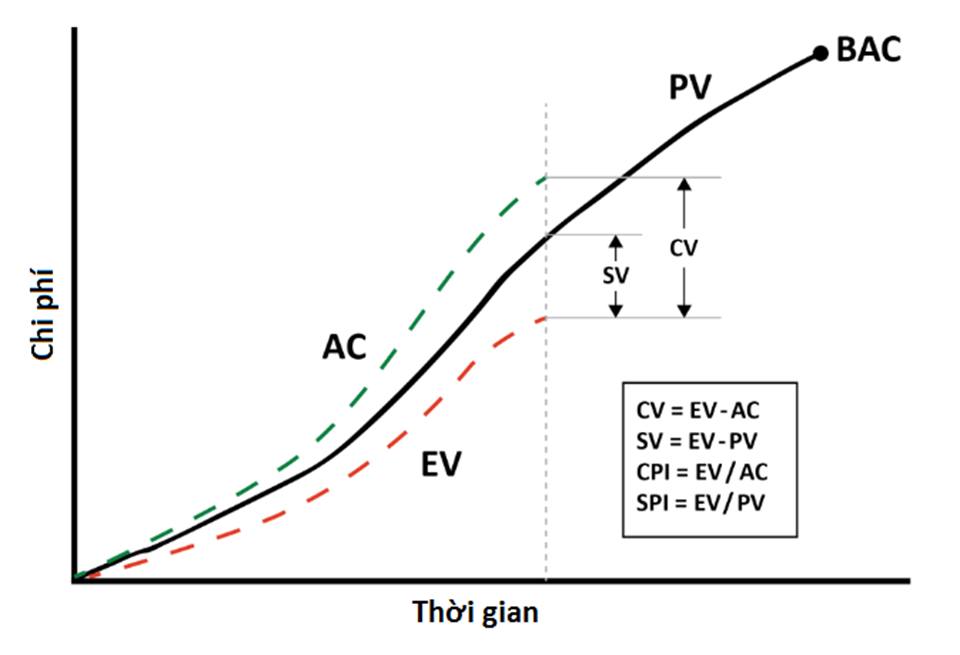 BAC
PV
CV
SV
AC
EV
Chi phí
CV = EV - AC
SV = EV - PV
CPI = EV / AC
SPI = EV / PV
Thời gian